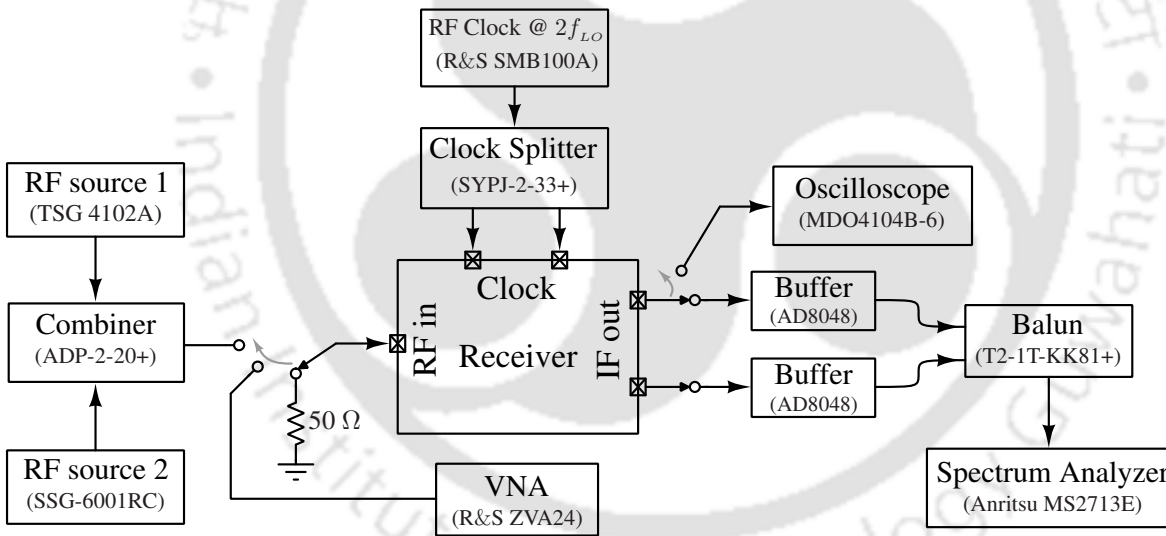 RF Clock @ 2f_LO
(R&S SMB100A)
Clock Splitter
(SYPJ-2-33+)
RF source 1
(TSG 4102A)
Oscilloscope
(MDO4104B-6)
Clock
Combiner
(ADP-2-20+)
RF in
Receiver
IF out
Buffer
(AD8048)
Balun
(T2-1T-KK81+)
Buffer
(AD8048)
50 Ω
RF source 2
(SSG-6001RC)
VNA
(R&S ZVA24)
Spectrum Analyzer
(Anritsu MS2713E)
Indian
Guwahati